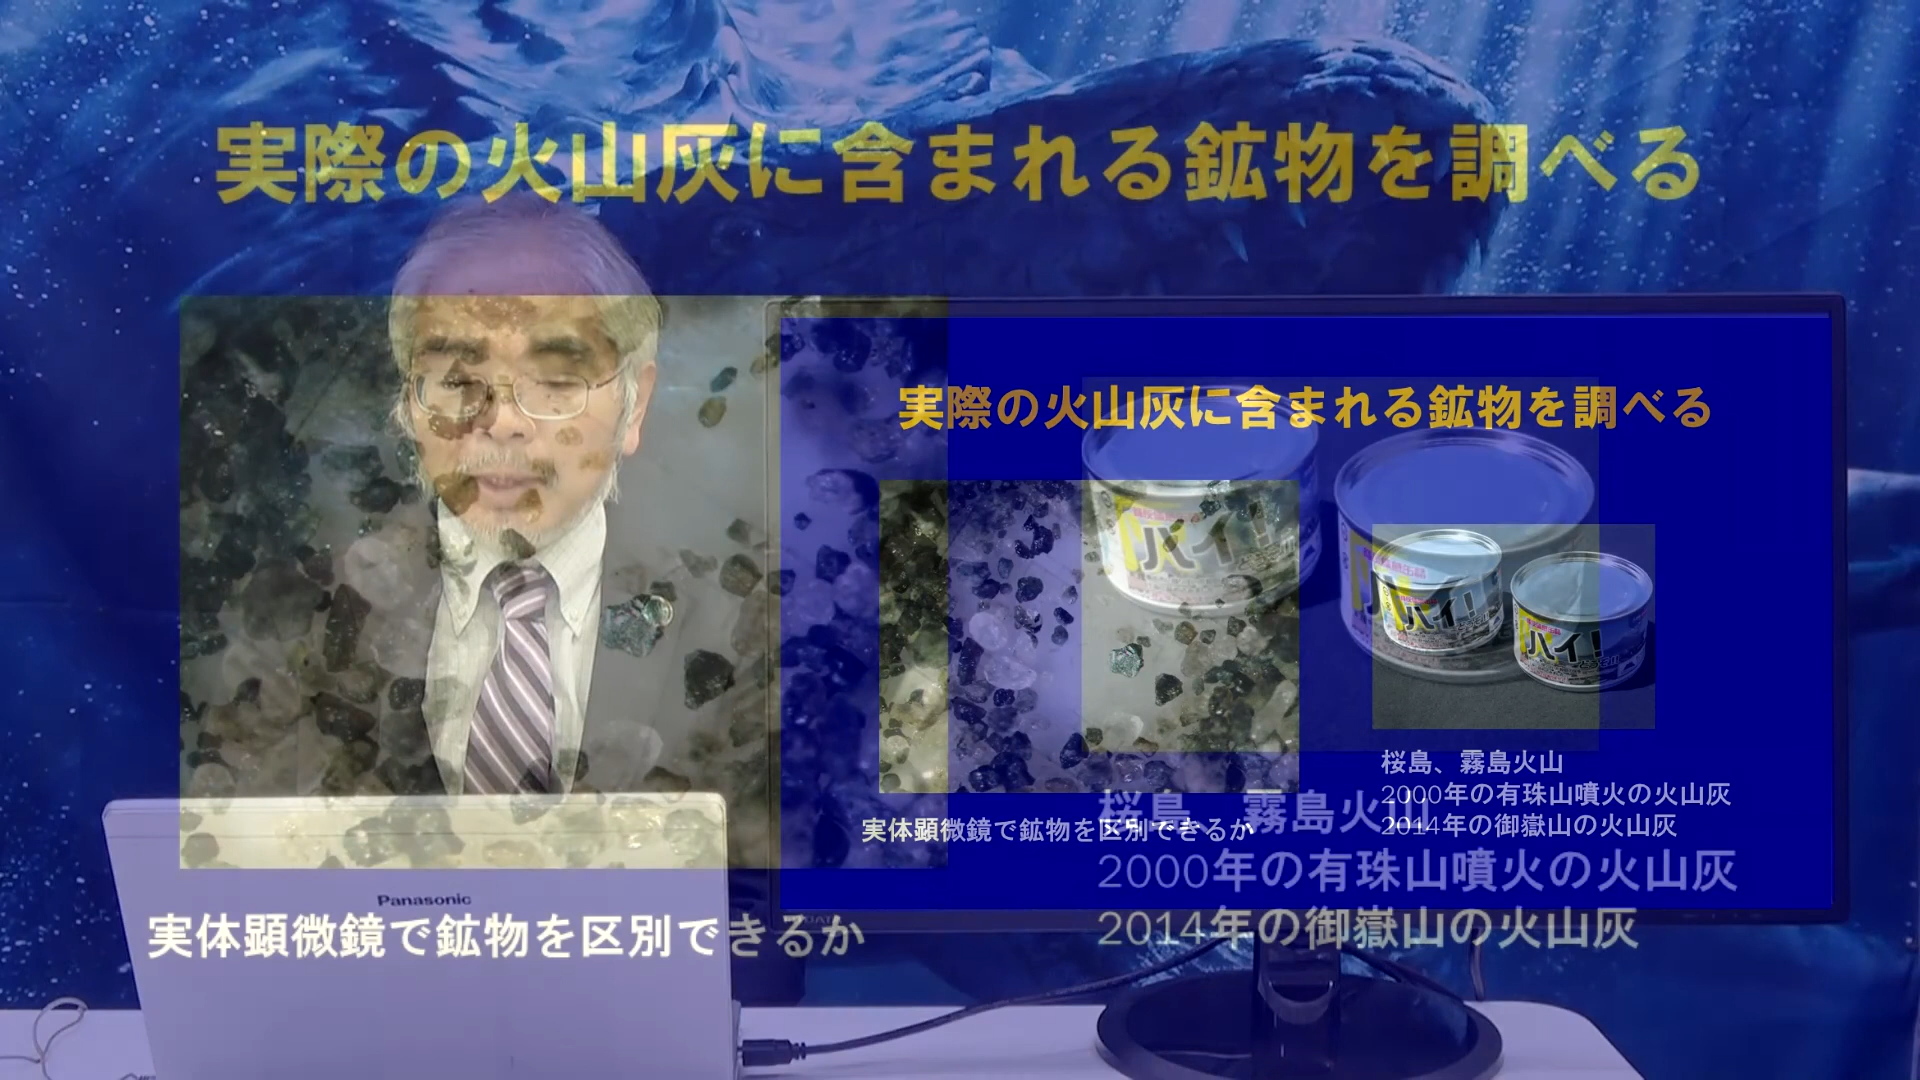 実際の火山灰に含まれる鉱物を調べる
実際の火山灰に含まれる鉱物を調べる
ハイ!
ハイ!
ハイ!
桜島、霧島火山
2000年の有珠山噴火の火山灰
2014年の御嶽山の火山灰
実体顕微鏡で鉱物を区別できるか
桜島、霧島火山
2000年の有珠山噴火の火山灰
2014年の御嶽山の火山灰
Panasonic
実体顕微鏡で鉱物を区別できるか